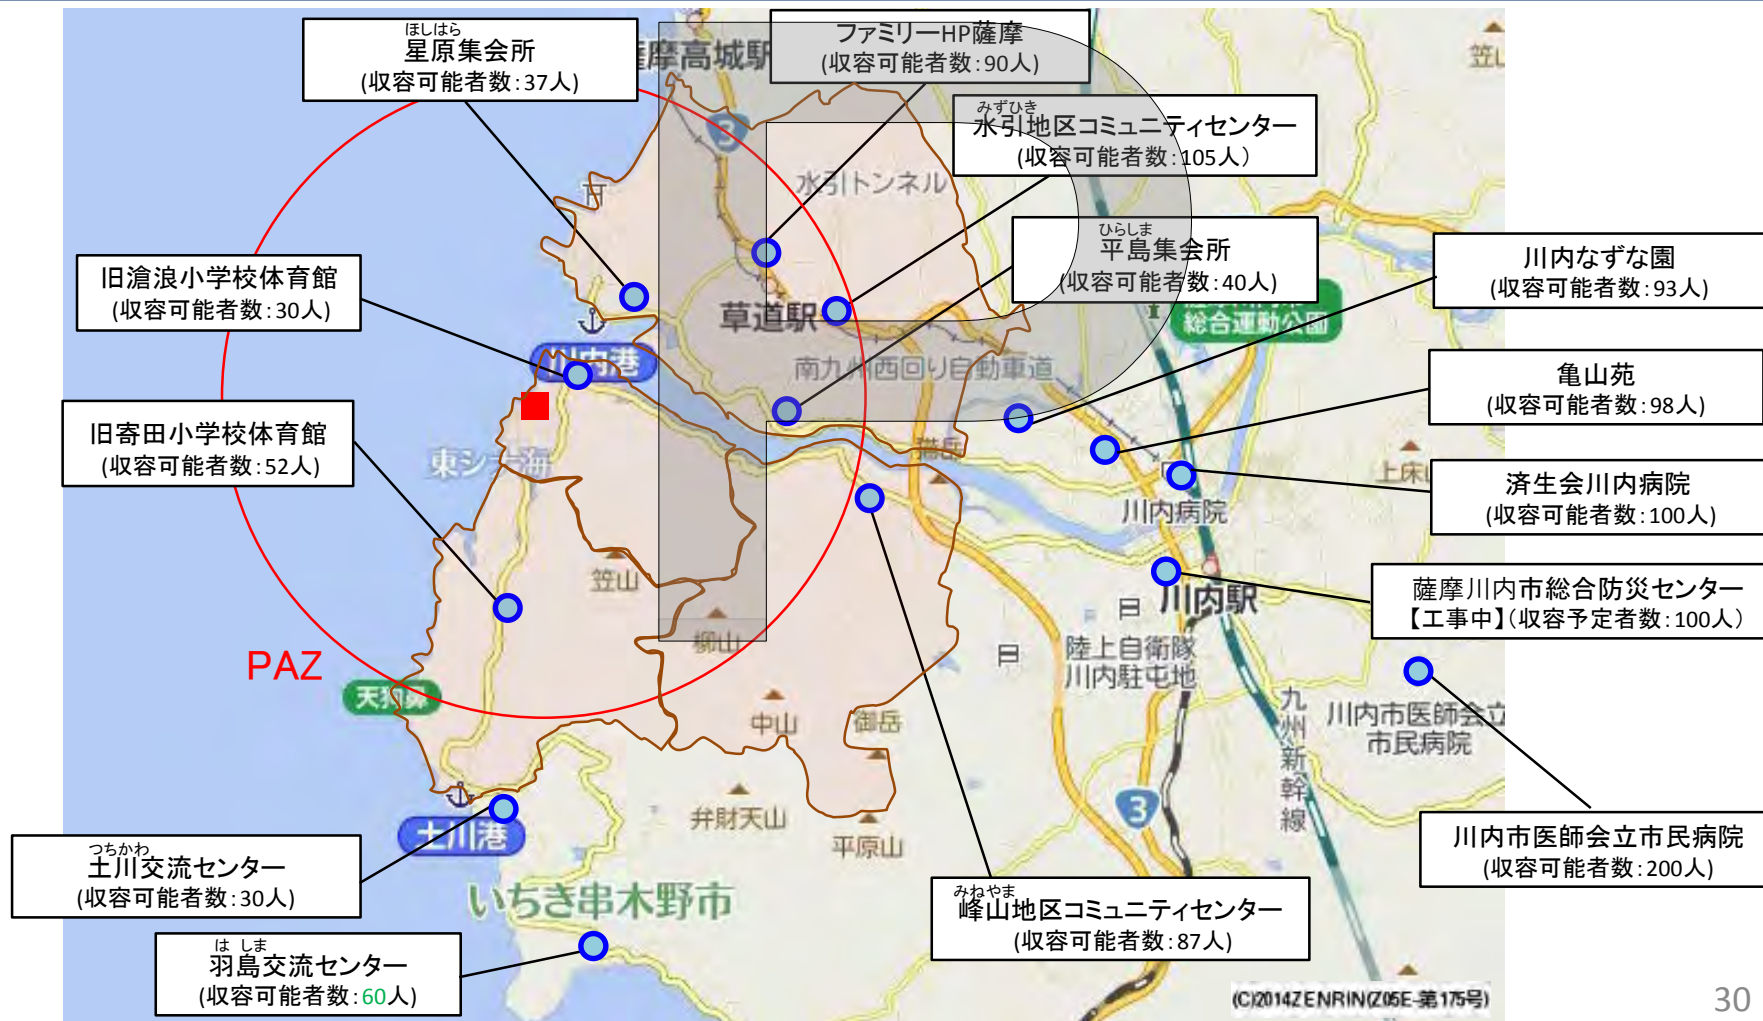 ほしはら
星原集会所
(収容可能者数:37人)
ファミリーHP薩摩
(収容可能者数:90人)
みずひき
水引地区コミュニティセンター
(収容可能者数:105人)
ひらしま
平島集会所
(収容可能者数:40人)
川内なずな園
(収容可能者数:93人)
旧滄浪小学校体育館
(収容可能者数:30人)
亀山苑
(収容可能者数:98人)
旧寄田小学校体育館
(収容可能者数:52人)
済生会川内病院
(収容可能者数:100人)
薩摩川内市総合防災センター
【工事中】(収容予定者数:100人)
川内市医師会立市民病院
(収容可能者数:200人)
つちかわ
土川交流センター
(収容可能者数:30人)
みねやま
峰山地区コミュニティセンター
(収容可能者数:87人)
は しま
羽島交流センター
(収容可能者数:60人)
PAZ
摩高城駅
3
水引トンネル
草道駅
南九州西回り自動車道
総合運動公園
川内港
東シナ海
猫岳
上床
笠
川内病院
川内駅
笠山
柳山
陸上自衛隊
川内駐屯地
川内市医師会立
市民病院
九州新幹線
中山
御岳
弁財天山
平原山
3
天狗鼻
土川港
いちき串木野市
(C)2014ZENRIN(Z05E-第175号)
30